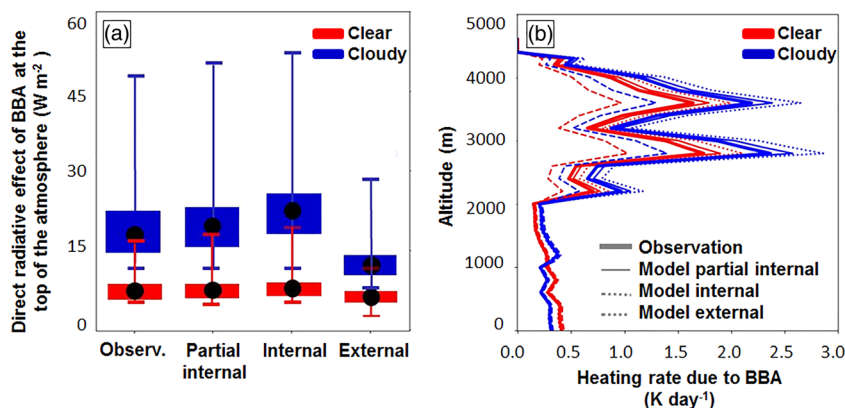 (a)
Clear
Cloudy
Direct radiative effect of BBA at the
top of the atmosphere (W m-2)
60
45
30
15
0
Observ.
Partial
internal
Internal
External
(b)
Clear
Cloudy
Altitude (m)
5000
4000
3000
2000
1000
0
Observation
Model partial internal
Model internal
Model external
0.0 0.5 1.0 1.5 2.0 2.5 3.0
Heating rate due to BBA
(K day-1)